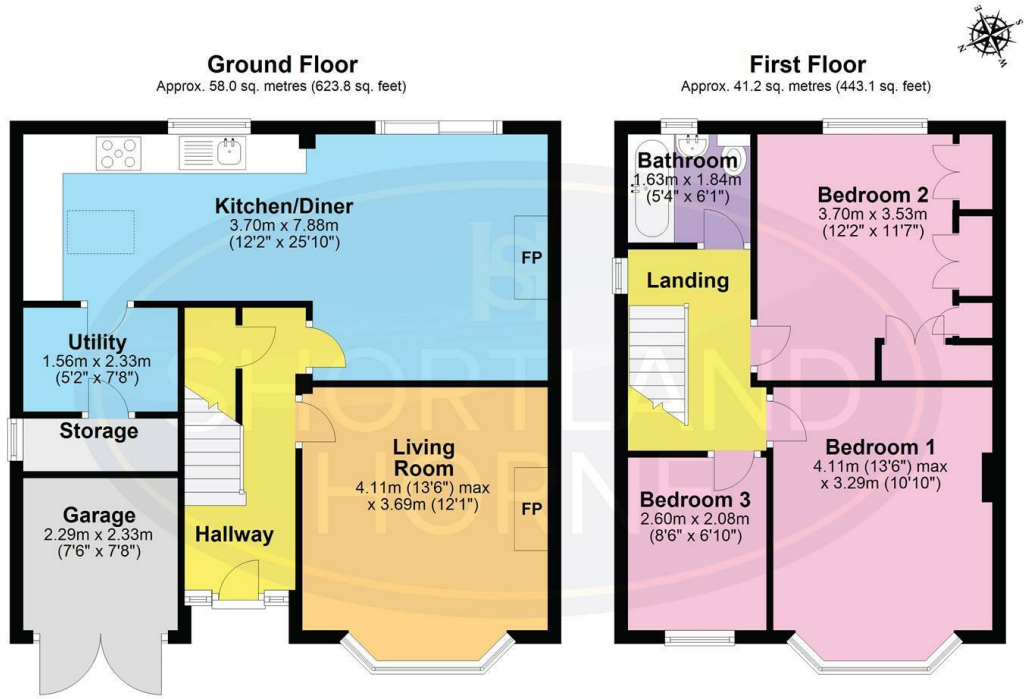 Ground Floor
Approx. 58.0 sq. metres (623.8 sq. feet)
Kitchen/Diner
3.70m x 7.88m
(12'2" x 25'10")
FP
Utility
1.56m x 2.33m
(5'2" x 7'8")
Storage
Garage
2.29m x 2.33m
(7'6" x 7'8")
Hallway
Living
Room
4.11m (13'6") max
x 3.69m (12'1")
FP
First Floor
Approx. 41.2 sq. metres (443.1 sq. feet)
Bathroom
1.63m x 1.84m
(5'4" x 6'1")
Bedroom 2
3.70m x 3.53m
(12'2" x 11'7")
Landing
Bedroom 1
4.11m (13'6") max
x 3.29m (10'10")
Bedroom 3
2.60m x 2.08m
(8'6" x 6'10")
N
E
S
W
SHORTLAND
HORNE